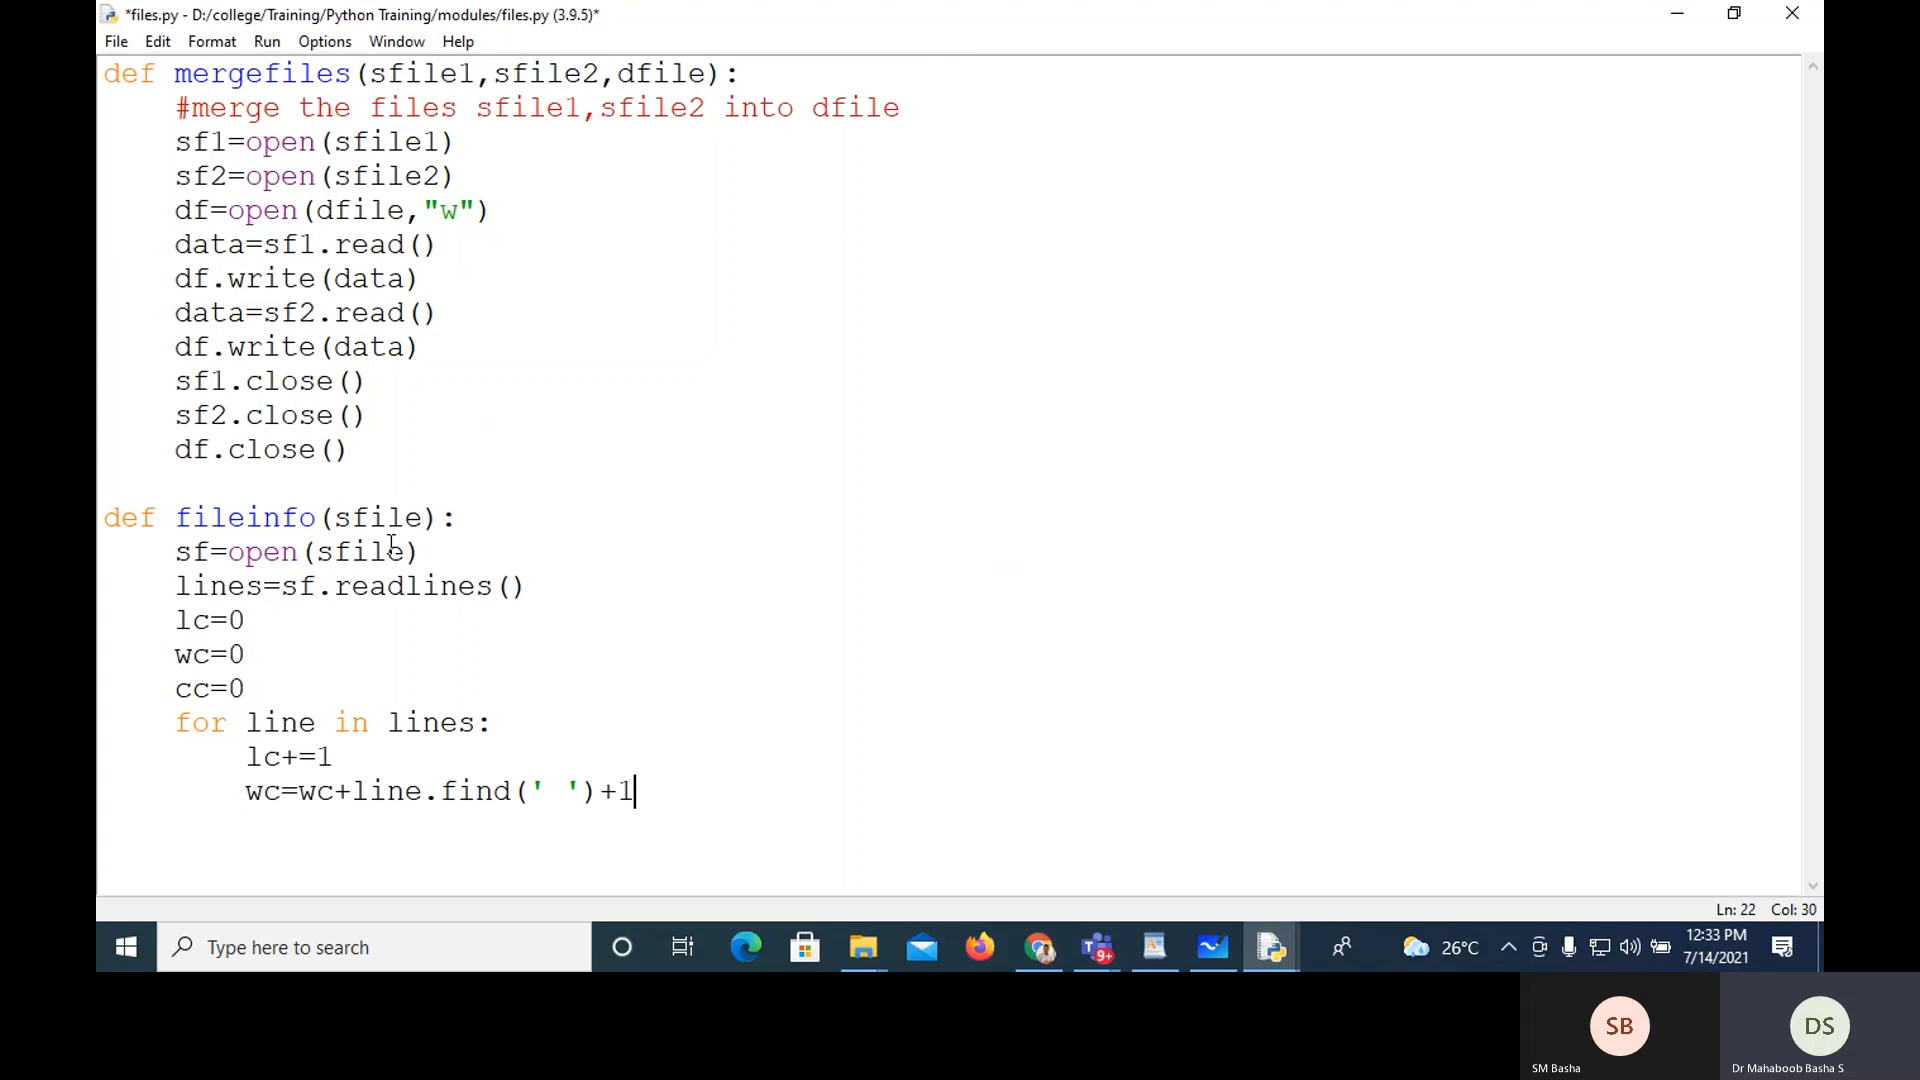 *files.py - D:/college/Training/Python Training/modules/files.py (3.9.5)*
File Edit Format Run Options Window Help
def mergefiles(sfile1,sfile2,dfile):
    #merge the files sfile1,sfile2 into dfile
    sf1=open(sfile1)
    sf2=open(sfile2)
    df=open(dfile,"w")
    data=sf1.read()
    df.write(data)
    data=sf2.read()
    df.write(data)
    sf1.close()
    sf2.close()
    df.close()
def fileinfo(sfile):
    sf=open(sfile)
    lines=sf.readlines()
    lc=0
    wc=0
    cc=0
    for line in lines:
        lc+=1
        wc=wc+line.find(' ')+1
Ln: 22 Col: 30
Type here to search
9+
26°C
12:33 PM
7/14/2021
SB
DS
SM Basha
Dr Mahaboob Basha S